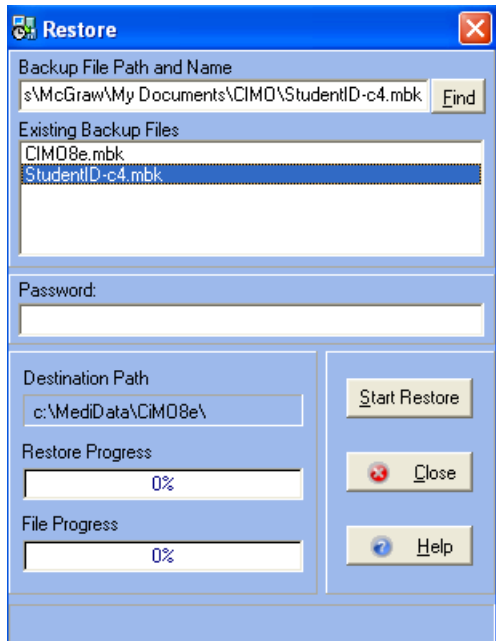 Restore
Backup File Path and Name
s\McGraw\My Documents\CIMO\StudentID-c4.mbk
Find
Existing Backup Files
CIMO8e.mbk
StudentID-c4.mbk
Password:
Destination Path
c:\MediData\CiMO8e\
Start Restore
Restore Progress
0%
Close
File Progress
0%
Help